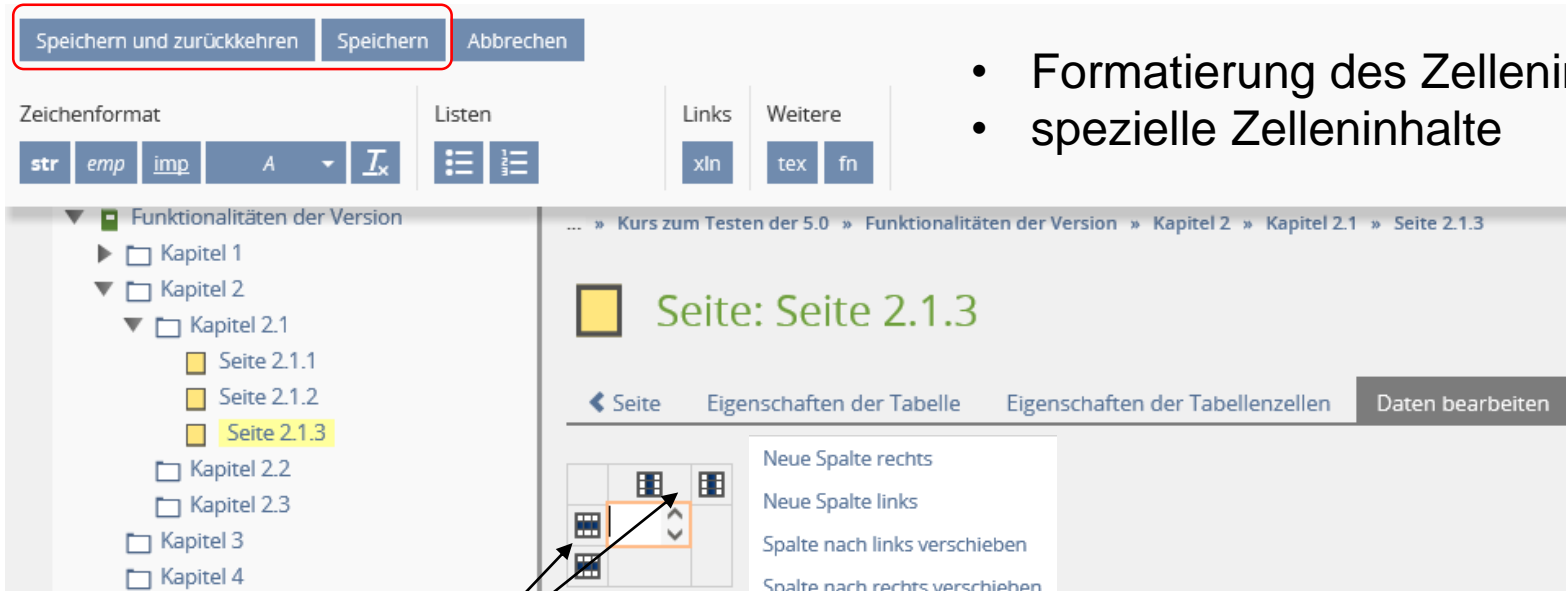 Speichern und zurückkehren Speichern Abbrechen
• Formatierung des
• spezielle Zelleninhalte
Zeichenformat Listen Links Weitere
str emp imp A Tx xln tex fn
Funktionalitäten der Version
Kapitel 1
Kapitel 2
Kapitel 2.1
Seite 2.1.1
Seite 2.1.2
Seite 2.1.3
Kapitel 2.2
Kapitel 2.3
Kapitel 3
Kapitel 4
... » Kurs zum Testen der 5.0 » Funktionalitäten der Version » Kapitel 2 » Kapitel 2.1 » Seite 2.1.3
Seite: Seite 2.1.3
Seite Eigenschaften der Tabelle Eigenschaften der Tabellenzellen Daten bearbeiten
Neue Spalte rechts
Neue Spalte links
Spalte nach links verschieben
Spalte nach rechts verschieben